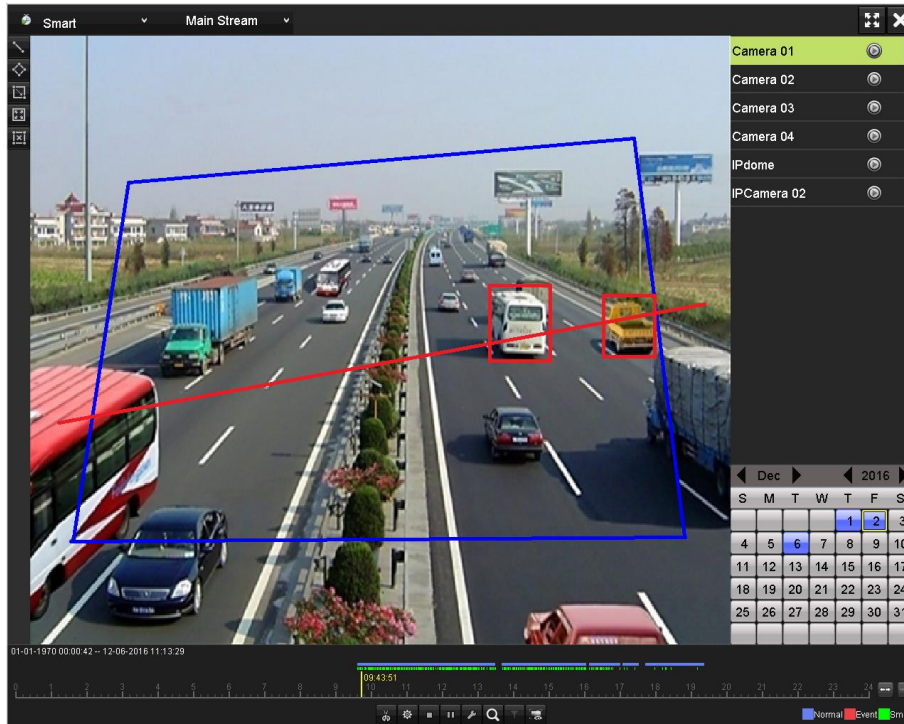 Smart Main Stream
Camera 01
Camera 02
Camera 03
Camera 04
IPdome
IPCamera 02
Dec 2016
S M T W T F S
1 2 3
4 5 6 7 8 9 10
11 12 13 14 15 16 17
18 19 20 21 22 23 24
25 26 27 28 29 30 31
01-01-1970 00:00:42 -- 12-06-2016 11:13:29
09:43:51
0 1 2 3 4 5 6 7 8 9 10 11 12 13 14 15 16 17 18 19 20 21 22 23 24
Normal Event Sm